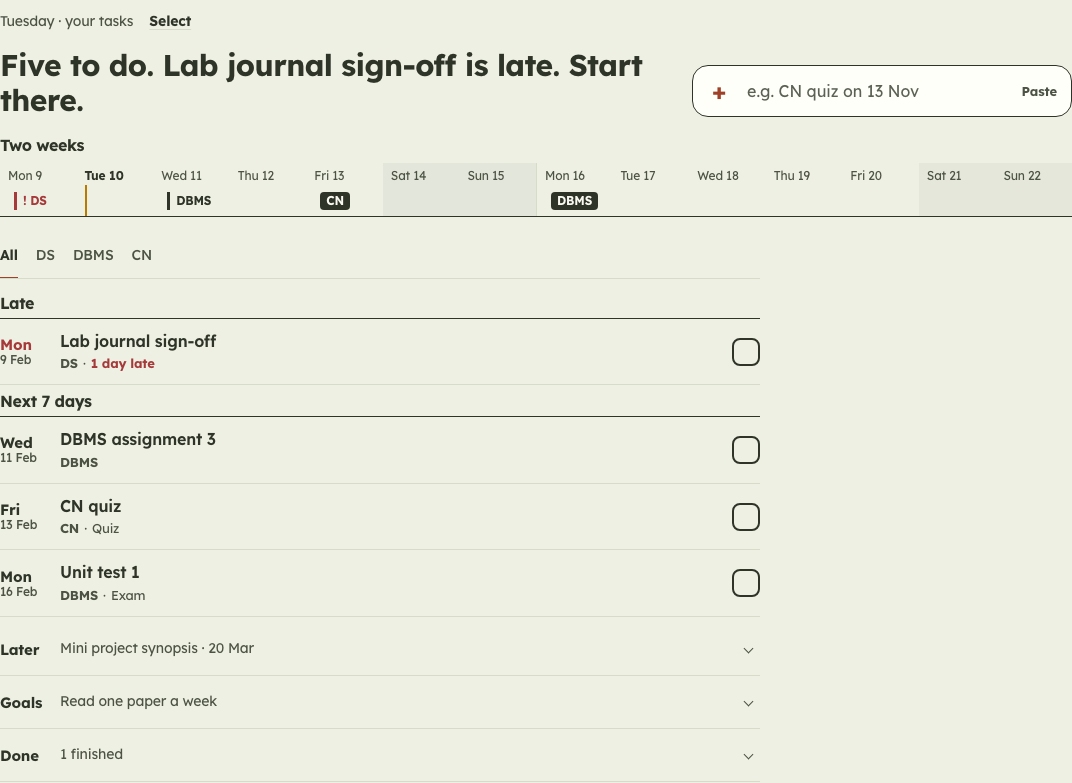 Tuesday · your tasks Select
Five to do. Lab journal sign-off is late. Start
there.
+ e.g. CN quiz on 13 Nov Paste
Two weeks
Mon 9 Tue 10 Wed 11 Thu 12 Fri 13 Sat 14 Sun 15 Mon 16 Tue 17 Wed 18 Thu 19 Fri 20 Sat 21 Sun 22
! DS DBMS CN DBMS
All DS DBMS CN
Late
Mon
9 Feb
Lab journal sign-off
DS · 1 day late
Next 7 days
Wed
11 Feb
DBMS assignment 3
DBMS
Fri
13 Feb
CN quiz
CN · Quiz
Mon
16 Feb
Unit test 1
DBMS · Exam
Later Mini project synopsis · 20 Mar
Goals Read one paper a week
Done 1 finished